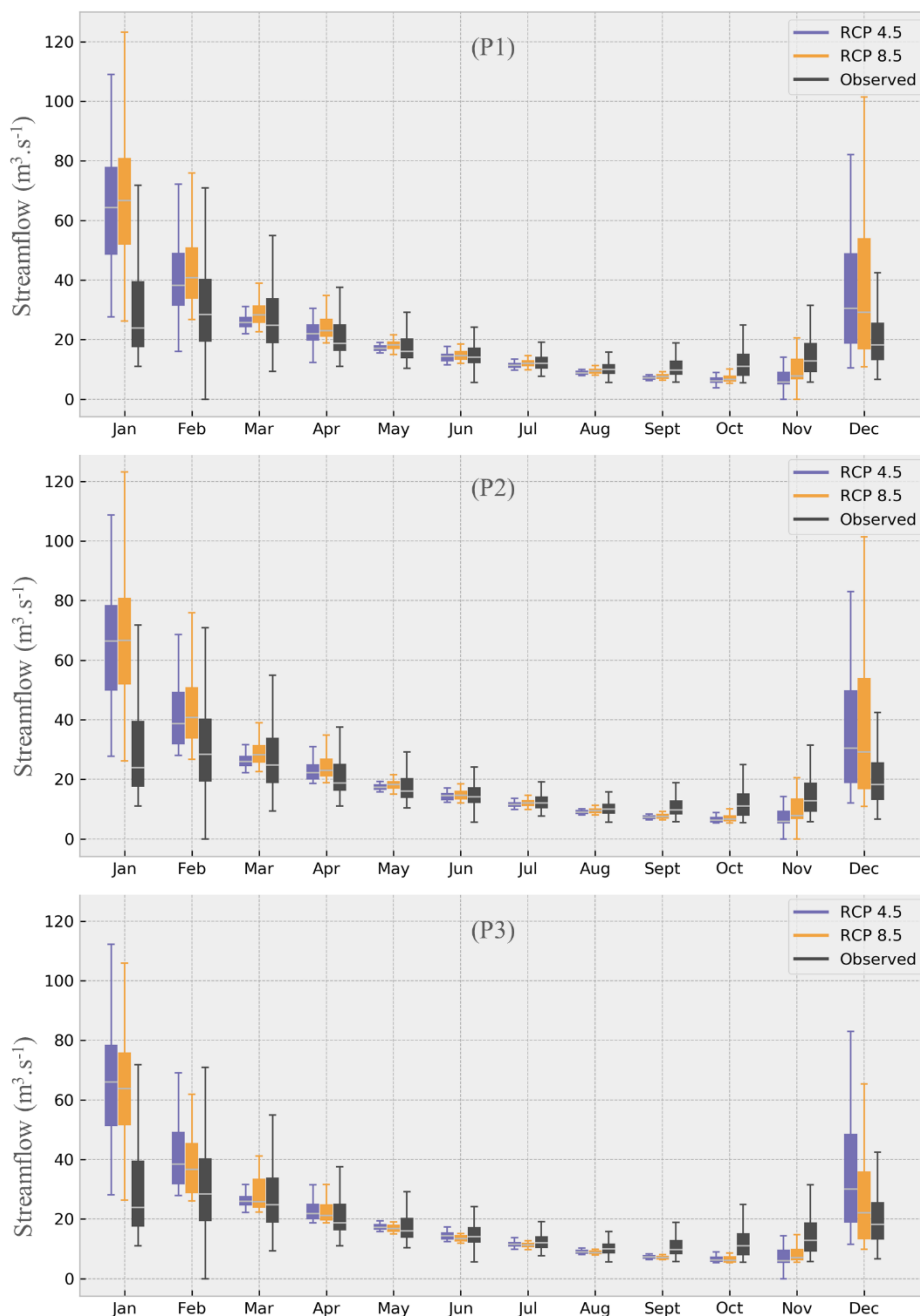 (P1)
RCP 4.5
RCP 8.5
Observed
Streamflow (m³.s⁻¹)
120
100
80
60
40
20
0
Jan Feb Mar Apr May Jun Jul Aug Sept Oct Nov Dec
(P2)
RCP 4.5
RCP 8.5
Observed
Streamflow (m³.s⁻¹)
120
100
80
60
40
20
0
Jan Feb Mar Apr May Jun Jul Aug Sept Oct Nov Dec
(P3)
RCP 4.5
RCP 8.5
Observed
Streamflow (m³.s⁻¹)
120
100
80
60
40
20
0
Jan Feb Mar Apr May Jun Jul Aug Sept Oct Nov Dec